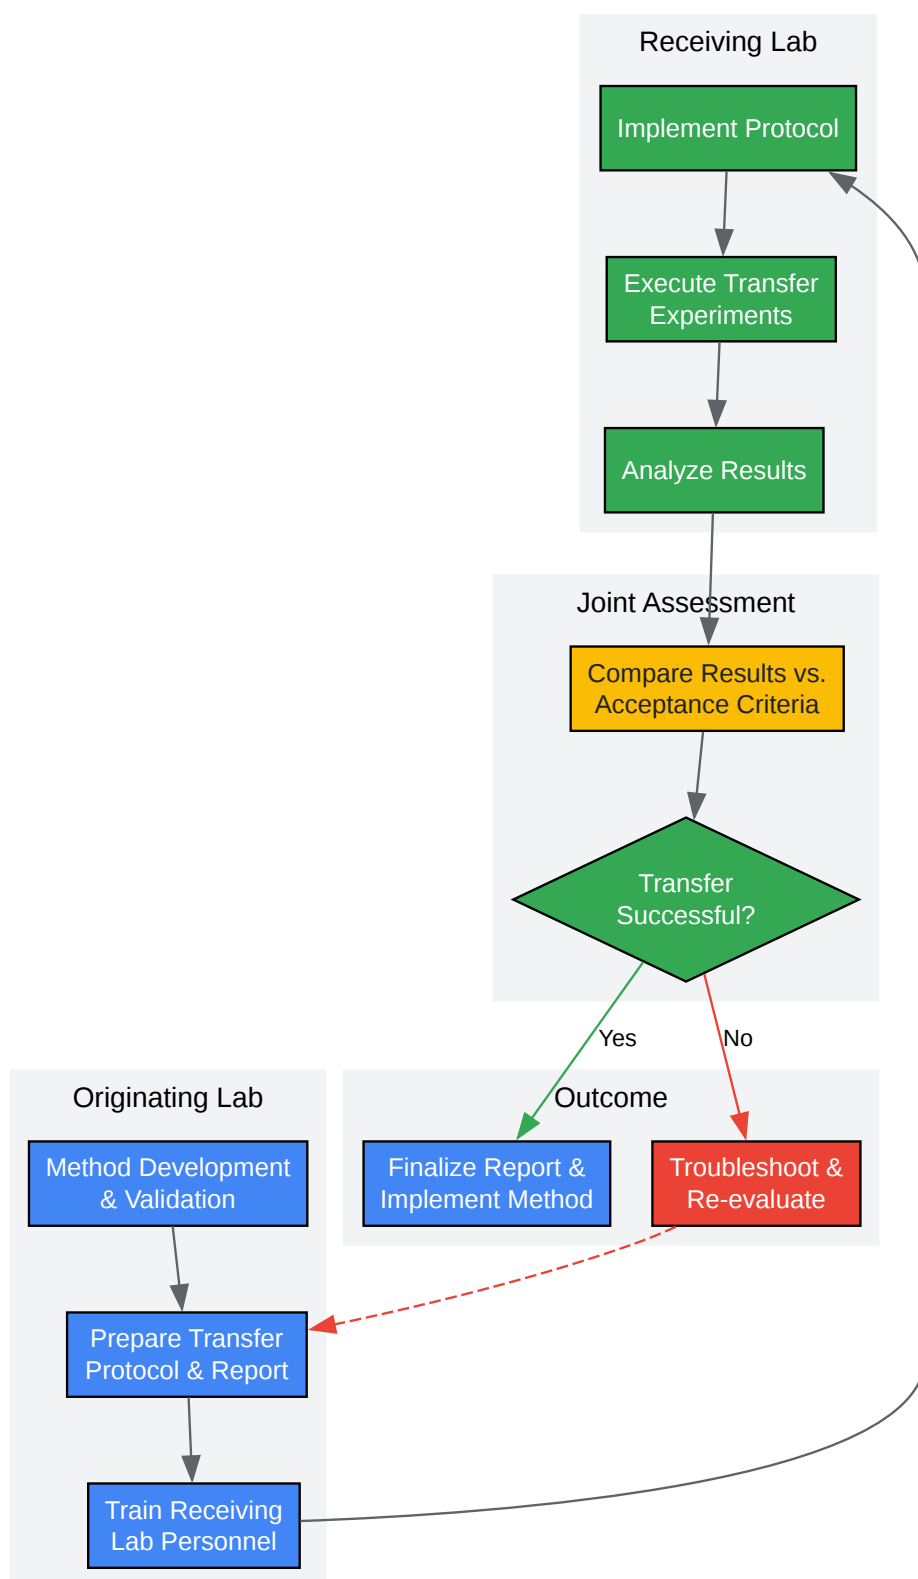 Receiving Lab
Implement Protocol
Execute Transfer
Experiments
Analyze Results
Joint Assessment
Compare Results vs.
Acceptance Criteria
Transfer
Successful?
Yes
No
Originating Lab
Method Development
& Validation
Prepare Transfer
Protocol & Report
Train Receiving
Lab Personnel
Outcome
Finalize Report &
Implement Method
Troubleshoot &
Re-evaluate